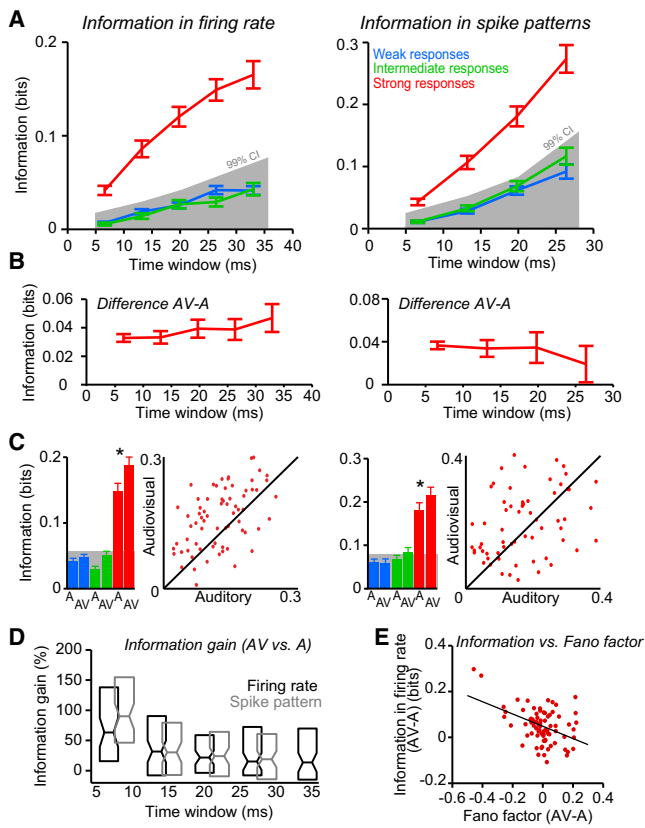 A
Information in firing rate
Information in spike patterns
Information (bits)
0.2
0.1
0
0 5 10 15 20 25 30 35 40
Time window (ms)
99% CI
0.3
0.2
0.1
0
0 5 10 15 20 25 30
Time window (ms)
Weak responses
Intermediate responses
Strong responses
99% CI
B
Information (bits)
0.06
0.04
0.02
0
Difference AV-A
0 5 10 15 20 25 30 35 40
Time window (ms)
0.08
0.04
0
Difference AV-A
0 5 10 15 20 25 30
Time window (ms)
C
Information (bits)
0.2
0.1
0
*
A AV A AV A AV
0.3
Audiovisual
0
Auditory
0.3
0.3
0.2
0.1
0
*
A AV A AV A AV
0.4
Audiovisual
0
Auditory
0.4
D
Information gain (AV vs. A)
Information gain (%)
200
150
100
50
0
Firing rate
Spike pattern
5 10 15 20 25 30 35
Time window (ms)
E
Information vs. Fano factor
Information in firing rate
(AV-A) (bits)
0.4
0.2
0
-0.2
-0.6 -0.4 -0.2 0 0.2 0.4
Fano factor (AV-A)